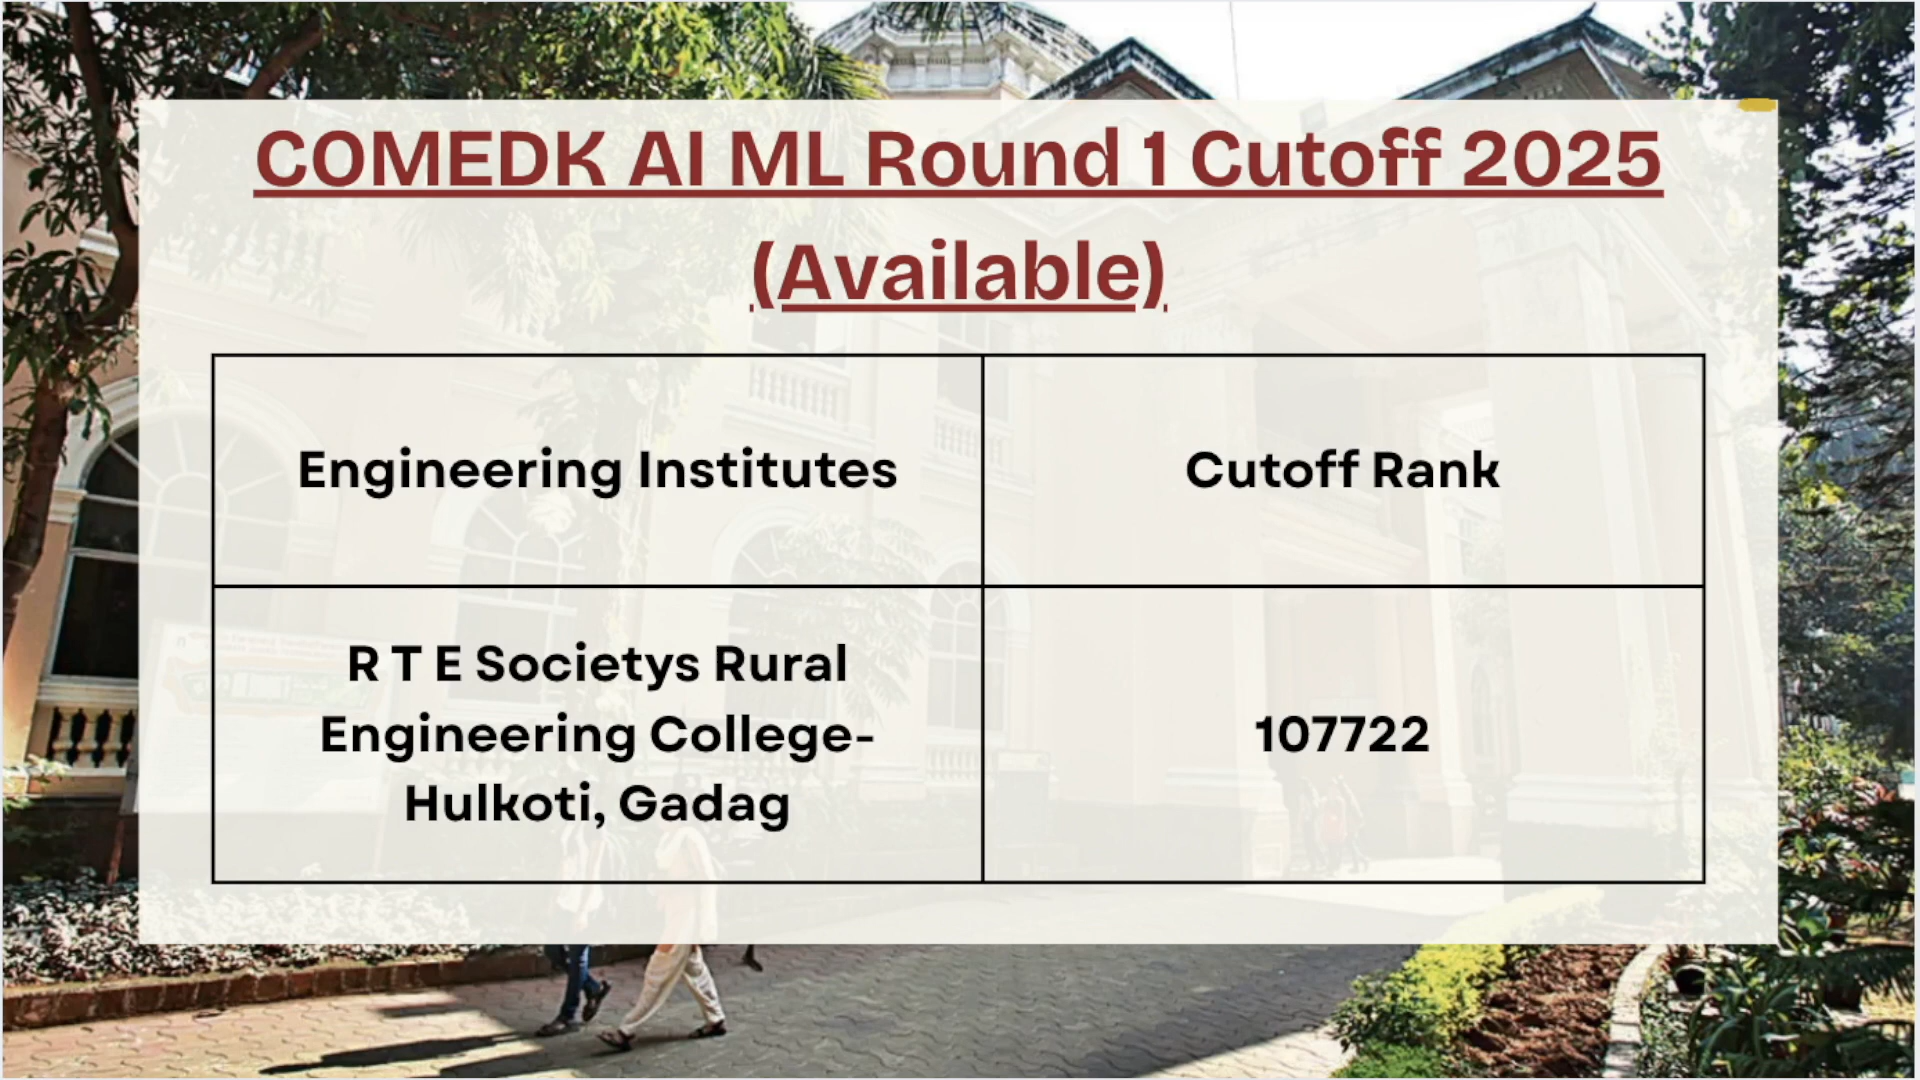 COMEDK AI ML Round 1 Cutoff 2025
(Available)
Engineering Institutes
Cutoff Rank
R T E Societys Rural
Engineering College-
Hulkoti, Gadag
107722